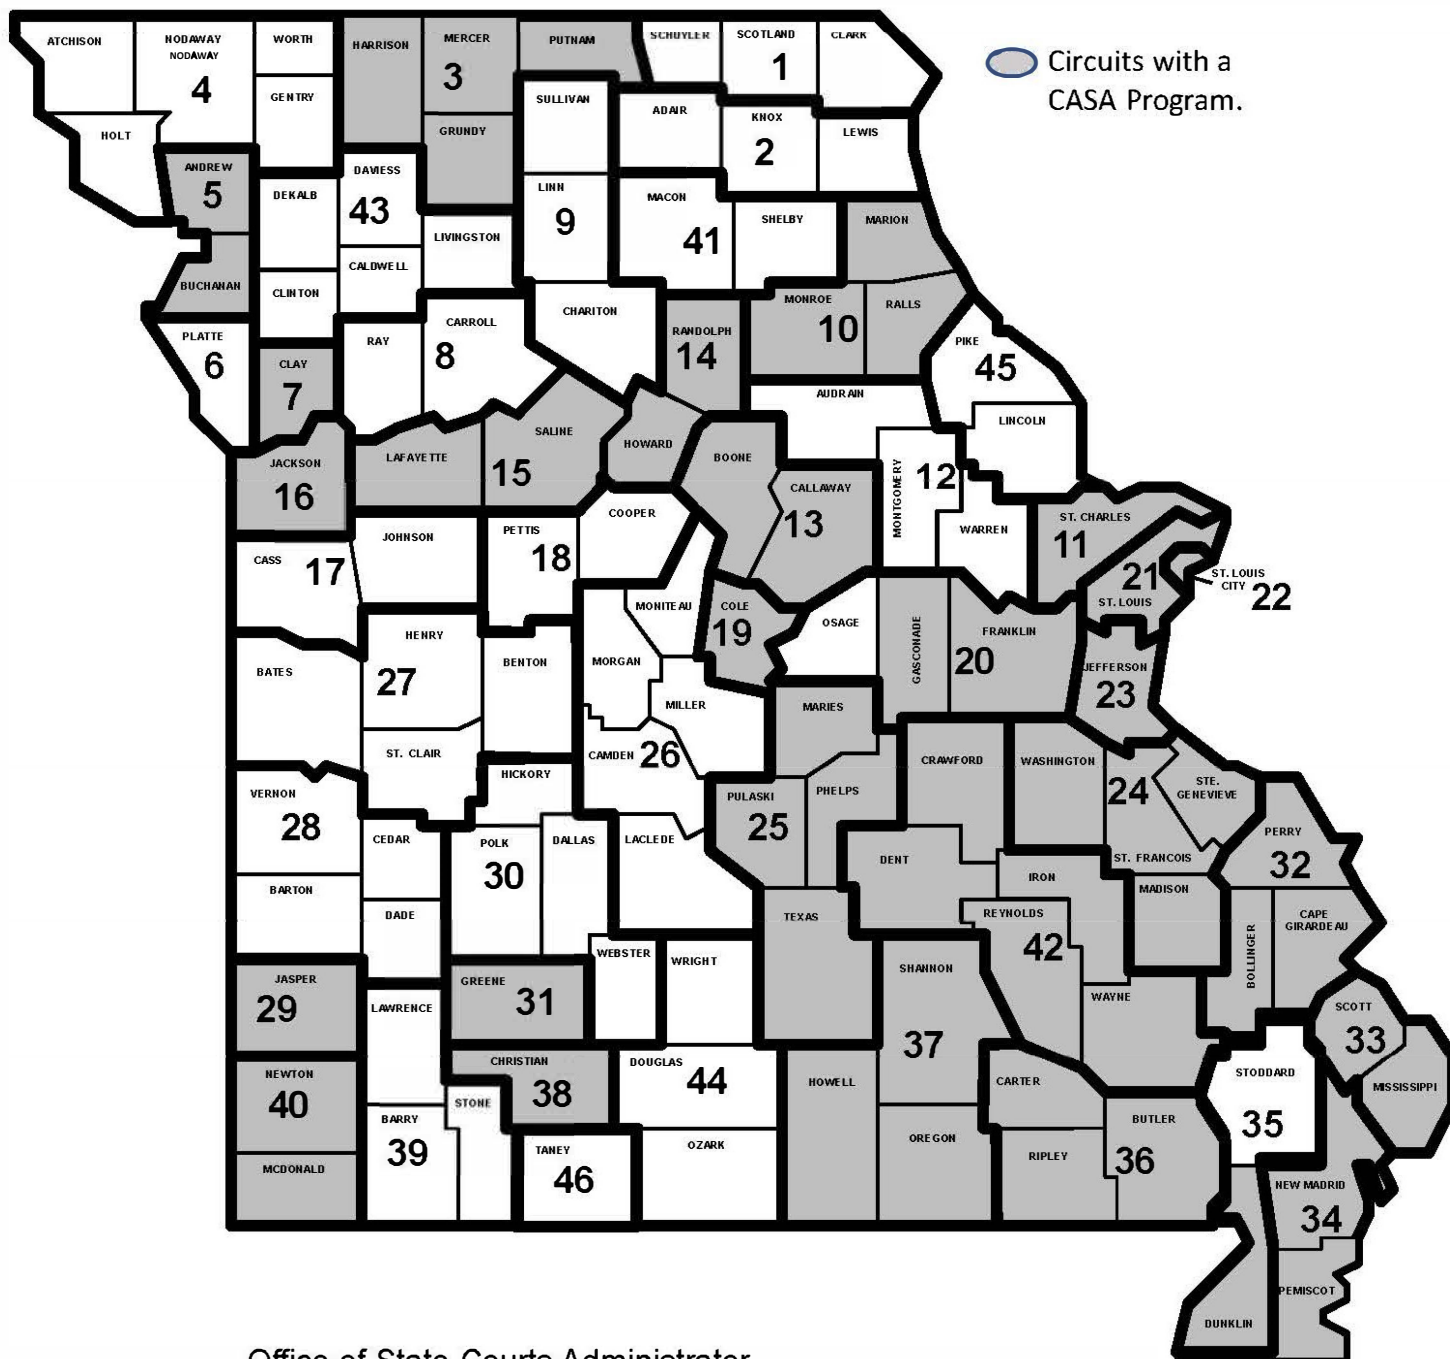 ATCHISON
NODAWAY
NODAWAY
4
WORTH
GENTRY
HARRISON
MERCER
3
PUTNAM
SCHUYLER
SCOTLAND
1
CLARK
Circuits with a
CASA Program.
HOLT
GRUNDY
SULLIVAN
ADAIR
KNOX
2
LEWIS
ANDREW
5
DEKALB
DAVIESS
43
LIVINGSTON
LINN
9
MACON
41
SHELBY
MARION
BUCHANAN
CLINTON
CALDWELL
CARROLL
8
CHARITON
RANDOLPH
14
MONROE
10
RALLS
PLATTE
6
CLAY
7
RAY
PIKE
45
AUDRAIN
LINCOLN
JACKSON
16
LAFAYETTE
SALINE
15
HOWARD
BOONE
CALLAWAY
13
MONTGOMERY
12
WARREN
ST. CHARLES
11
21
ST. LOUIS
ST. LOUIS
CITY
22
CASS
17
JOHNSON
PETTIS
18
COOPER
MONITEAU
COLE
19
OSAGE
GASCONADE
FRANKLIN
20
JEFFERSON
23
BATES
HENRY
27
BENTON
MORGAN
MILLER
MARIES
ST. CLAIR
HICKORY
CAMDEN
26
PULASKI
25
PHELPS
CRAWFORD
WASHINGTON
24
STE.
GENEVIEVE
VERNON
28
CEDAR
POLK
30
DALLAS
LACLEDE
DENT
IRON
ST. FRANCOIS
MADISON
PERRY
32
BARTON
DADE
TEXAS
REYNOLDS
42
BOLLINGER
CAPE
GIRARDEAU
JASPER
29
LAWRENCE
GREENE
31
WEBSTER
WRIGHT
SHANNON
37
WAYNE
SCOTT
33
MISSISSIPPI
NEWTON
40
CHRISTIAN
38
DOUGLAS
44
HOWELL
CARTER
STODDARD
35
MCDONALD
BARRY
39
STONE
TANEY
46
OZARK
OREGON
RIPLEY
BUTLER
36
NEW MADRID
34
PEMISCOT
DUNKLIN
Office of State Courts Administrator